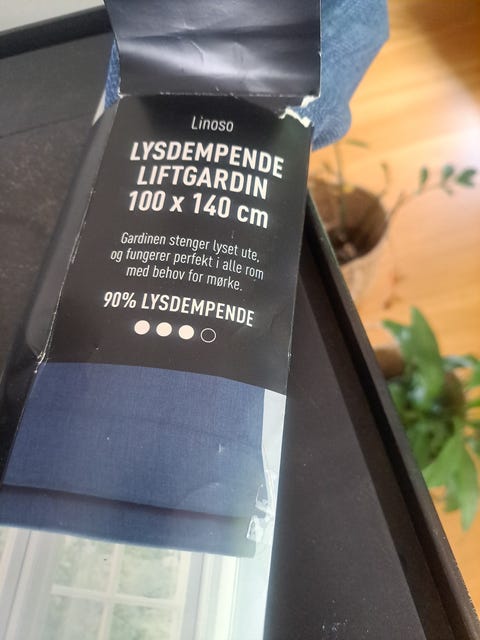 Linoso
LYSDEMPENDE
LIFTGARDIN
100 x 140 cm
Gardinen stenger lyset ute,
og fungerer perfekt i alle rom
med behov for mørke.
90% LYSDEMPENDE